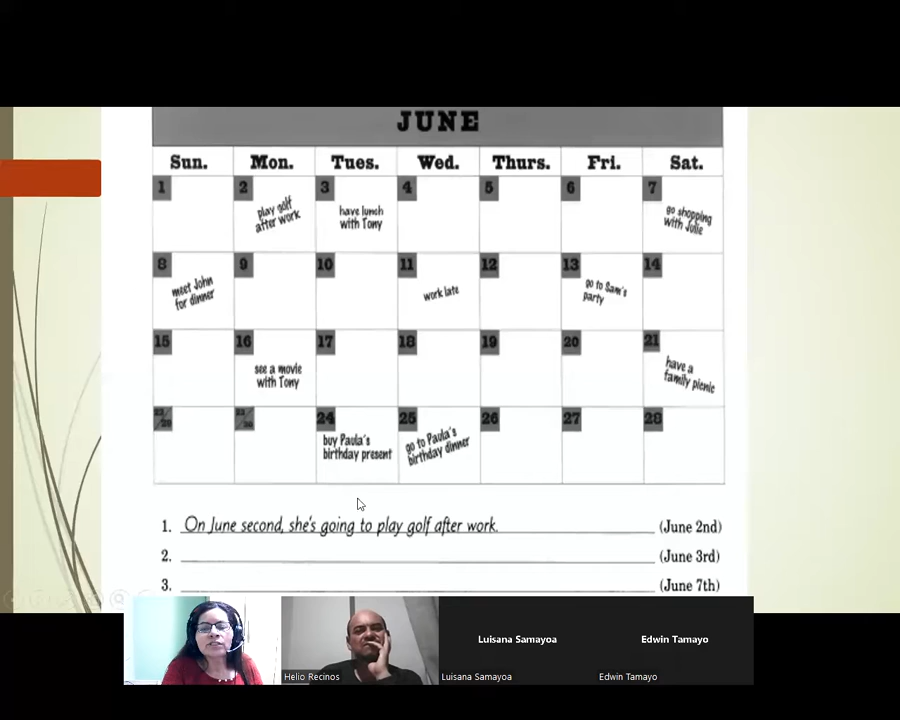 JUNE
Sun. Mon. Tues. Wed. Thurs. Fri. Sat.
1 2 3 4 5 6 7
play golf
after work
have lunch
with Tony
go shopping
with Julie
8 9 10 11 12 13 14
meet John
for dinner
work late
go to Sam's
party
15 16 17 18 19 20 21
see a movie
with Tony
have a
family picnic
22/29 24 25 26 27 28
buy Paula's
birthday present
go to Paula's
birthday dinner
1. On June second, she's going to play golf after work. (June 2nd)
2. (June 3rd)
3. (June 7th)
Luisana Samayoa
Edwin Tamayo
Helio Recinos
Luisana Samayoa
Edwin Tamayo